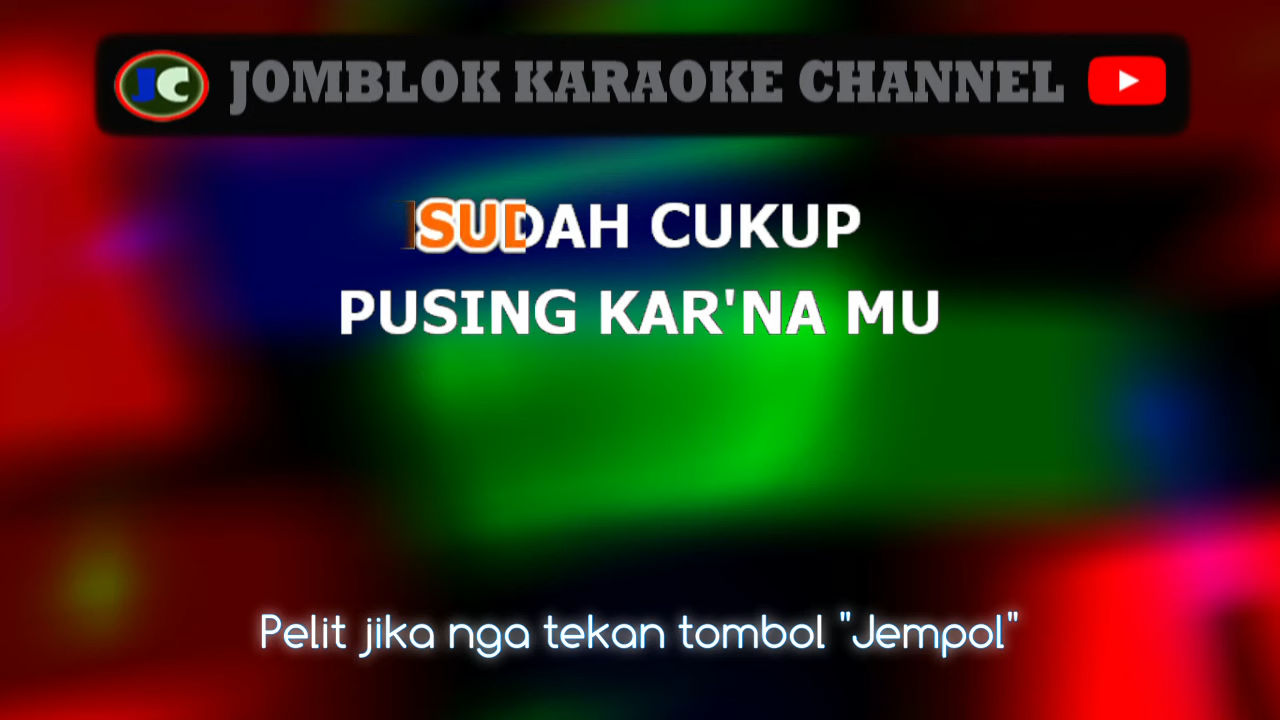 JC JOMBLOK KARAOKE CHANNEL
SUDAH CUKUP
PUSING KAR'NA MU
Pelit jika nga tekan tombol "Jempol"